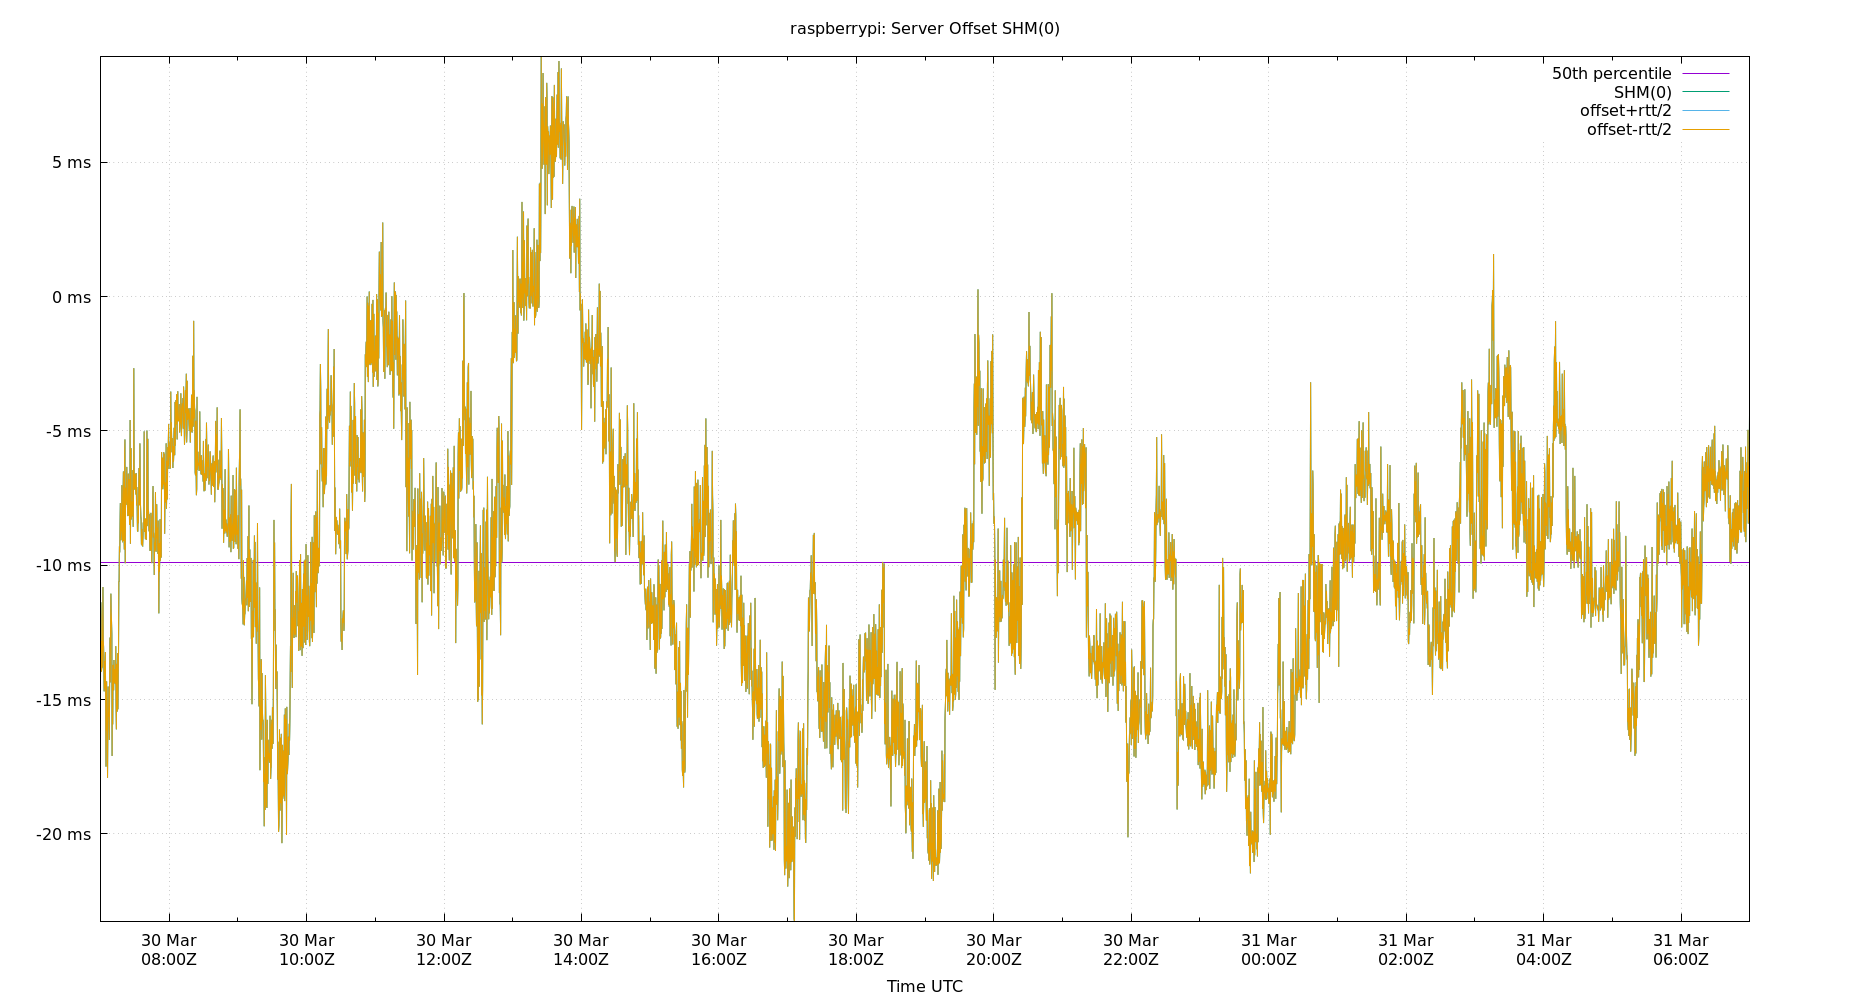 raspberrypi: Server Offset SHM(0)
50th percentile
SHM(0)
offset+rtt/2
offset-rtt/2
5 ms
0 ms
-5 ms
-10 ms
-15 ms
-20 ms
30 Mar 30 Mar 30 Mar 30 Mar 30 Mar 30 Mar 30 Mar 30 Mar 31 Mar 31 Mar 31 Mar 31 Mar
08:00Z 10:00Z 12:00Z 14:00Z 16:00Z 18:00Z 20:00Z 22:00Z 00:00Z 02:00Z 04:00Z 06:00Z
Time UTC